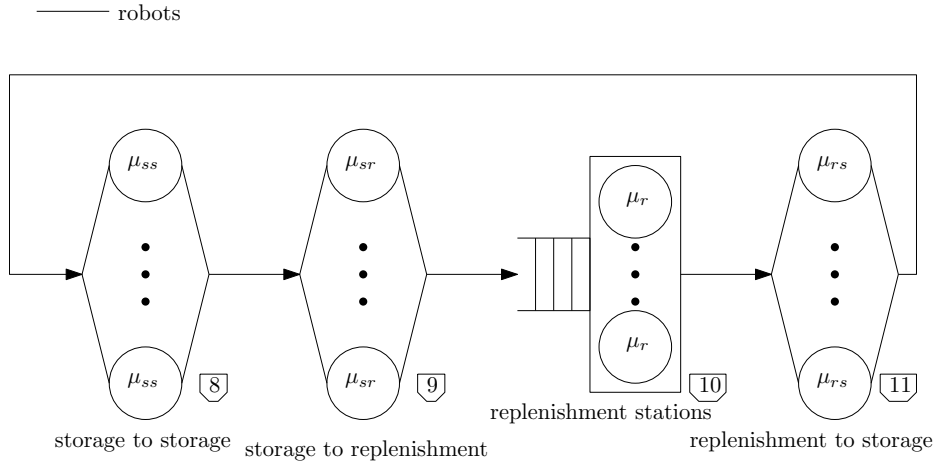 robots
μss μsr μr μrs
μss μsr μr μrs
8 9 10 11
storage to storage
storage to replenishment
replenishment stations
replenishment to storage